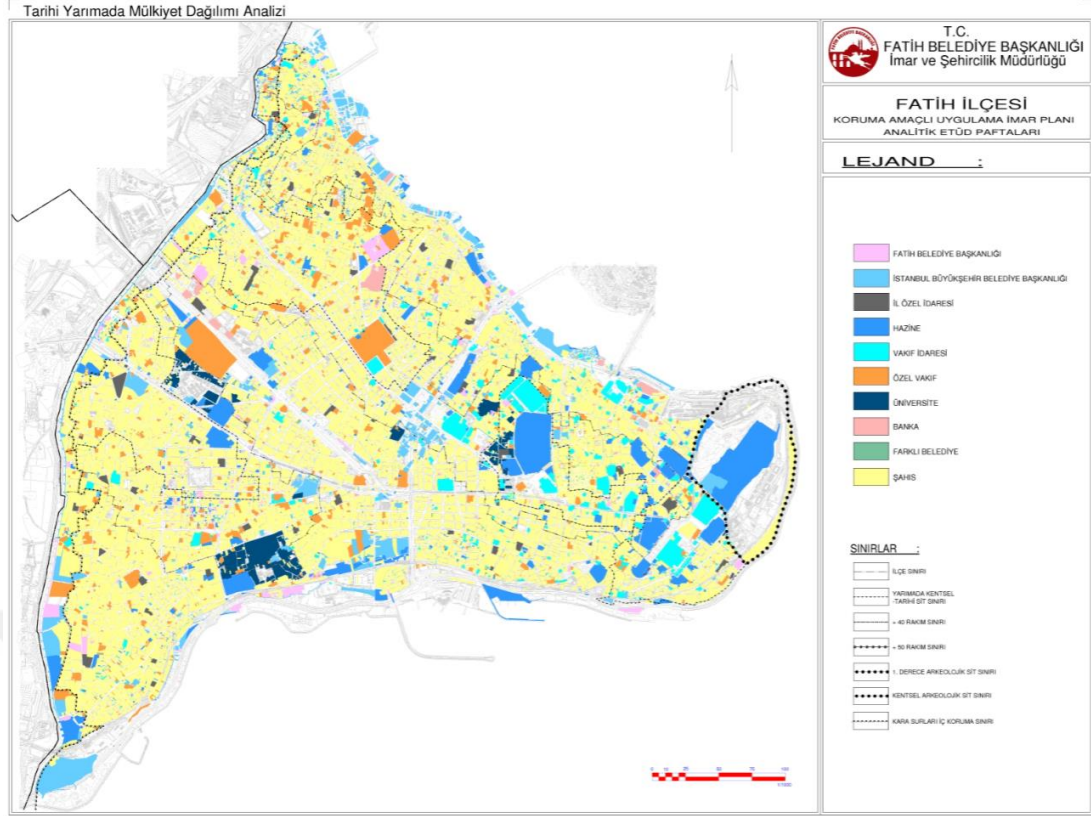 Tarihi Yarımada Mülkiyet Dağılımı Analizi
T.C.
FATİH BELEDİYE BAŞKANLIĞI
İmar ve Şehircilik Müdürlüğü
FATİH İLÇESİ
KORUMA AMAÇLI UYGULAMA İMAR PLANI
ANALİTİK ETÜD PAFTALARI
LEJAND :
FATİH BELEDİYE BAŞKANLIĞI
İSTANBUL BÜYÜKŞEHİR BELEDİYE BAŞKANLIĞI
İL ÖZEL İDARESİ
HAZİNE
VAKIF İDARESİ
ÖZEL VAKIF
ÜNİVERSİTE
BANKA
FARKLI BELEDİYE
ŞAHIS
SINIRLAR :
İLÇE SINIRI
YARIMADA KENTSEL
-TARİHİ SİT SINIRI
+ 40 RAKIM SINIRI
+ 50 RAKIM SINIRI
1. DERECE ARKEOLOJİK SİT SINIRI
KENTSEL ARKEOLOJİK SİT SINIRI
KARA SURLARI İÇ KORUMA SINIRI